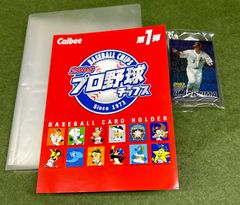 Calbee
第1弾
BASEBALL CHIPS
プロ野球
チップス
Since 1973
BASEBALL CARD HOLDER